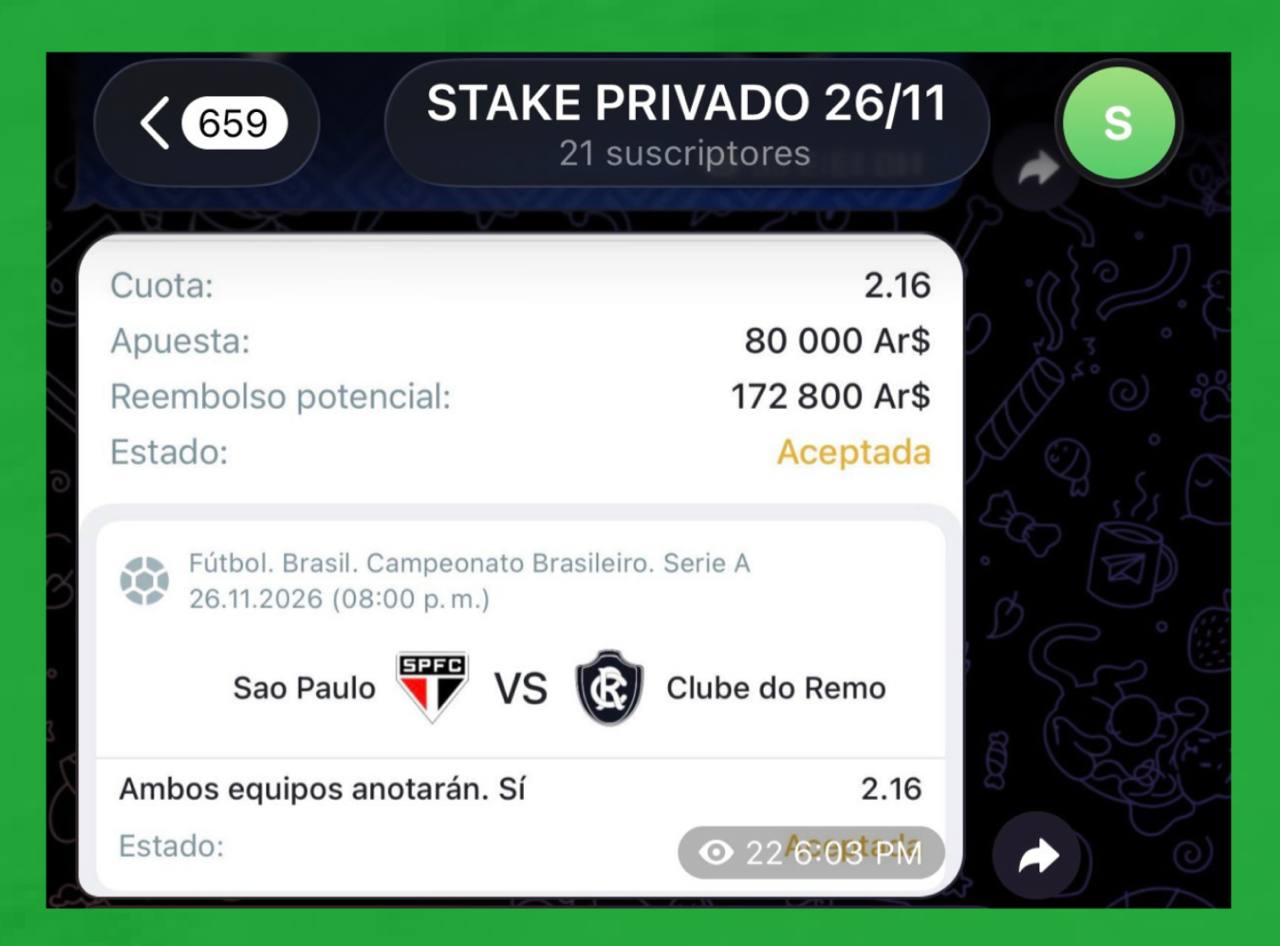 659
STAKE PRIVADO 26/11
21 suscriptores
S
Cuota: 2.16
Apuesta: 80 000 Ar$
Reembolso potencial: 172 800 Ar$
Estado: Aceptada
Fútbol. Brasil. Campeonato Brasileiro. Serie A
26.11.2026 (08:00 p.m.)
Sao Paulo SPFC VS CR Clube do Remo
Ambos equipos anotarán. Sí 2.16
Estado: Aceptada
22 6:03 PM